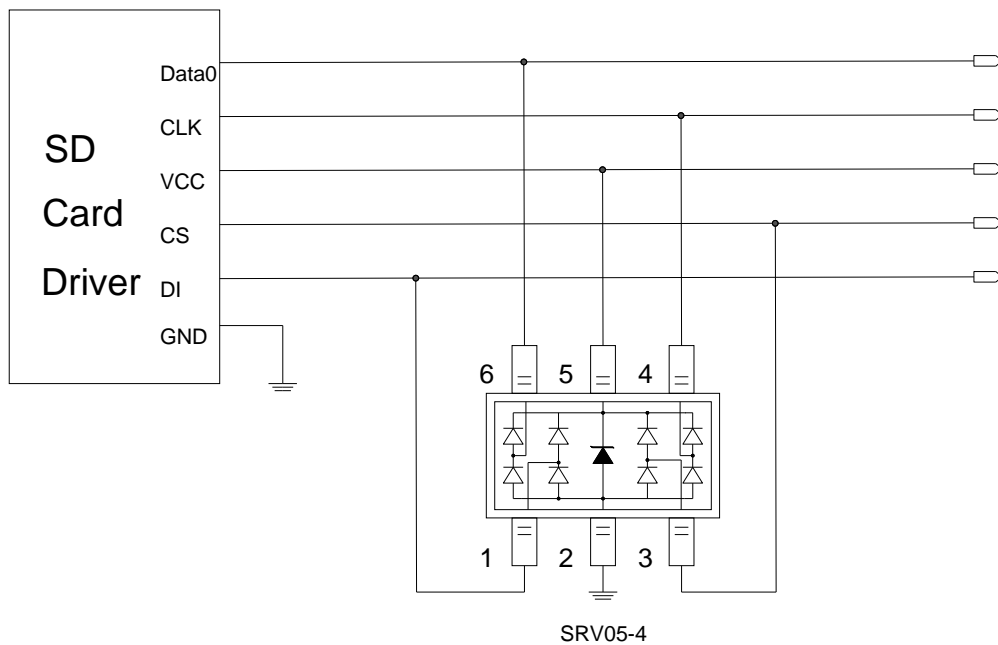 Data0
CLK
SD
VCC
Card
CS
Driver
DI
GND
6 5 4
1 2 3
SRV05-4